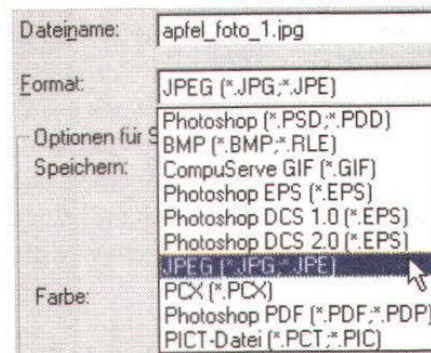 Dateiname: apfel_foto_1.jpg
Format: JPEG (*.JPG;*.JPE)
Optionen für S
Speichern:
Farbe:
Photoshop (*.PSD;*.PDD)
BMP (*.BMP;*.RLE)
CompuServe GIF (*.GIF)
Photoshop EPS (*.EPS)
Photoshop DCS 1.0 (*.EPS)
Photoshop DCS 2.0 (*.EPS)
JPEG (*.JPG;*.JPE)
PCX (*.PCX)
Photoshop PDF (*.PDF;*.PDP)
PICT-Datei (*.PCT;*.PIC)